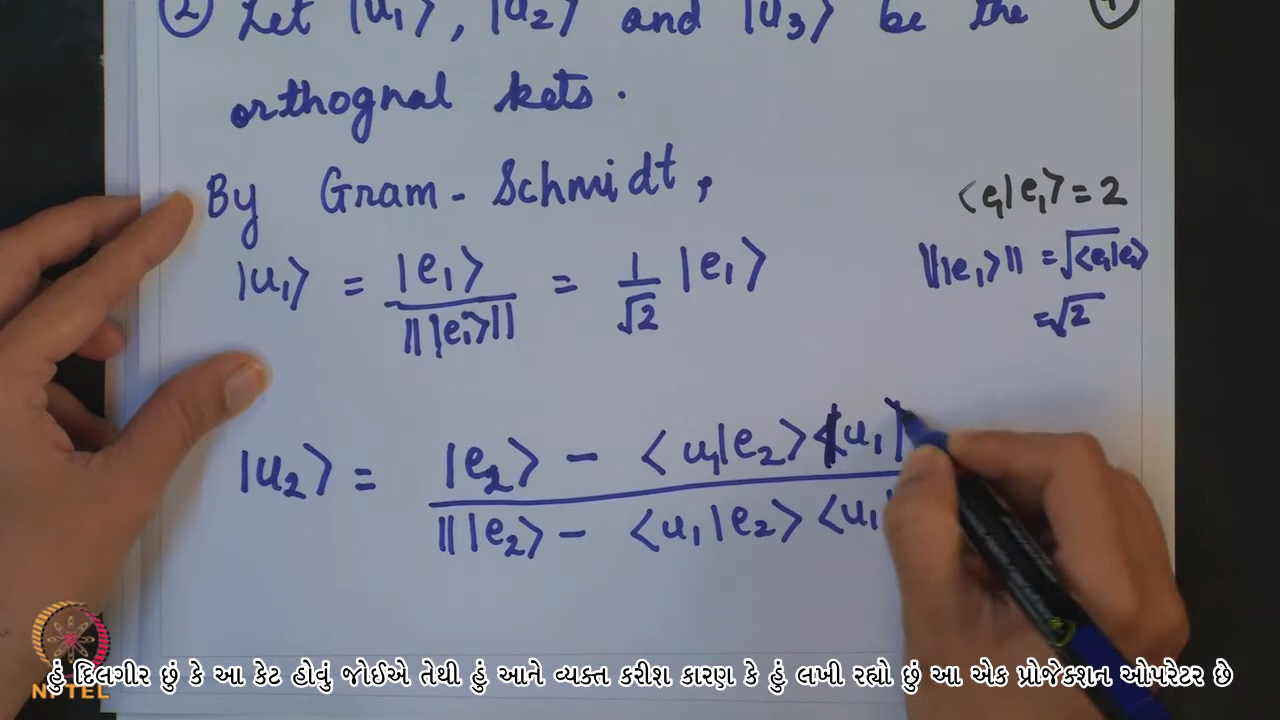 ② Let |u₁⟩, |u₂⟩ and |u₃⟩ be the
orthognal kets.
By Gram-Schmidt,
⟨e₁|e₁⟩ = 2
|u₁⟩ = |e₁⟩ / || |e₁⟩ || = 1/√2 |e₁⟩
|| |e₁⟩ || = √⟨e₁|e₁⟩
= √2
|u₂⟩ = |e₂⟩ - ⟨u₁|e₂⟩ |u₁⟩
|| |e₂⟩ - ⟨u₁|e₂⟩ ⟨u₁|
હું દિલગીર છું કે આ કેટ હોવું જોઈએ તેથી હું આને વ્યક્ત કરીશ કારણ કે હું લખી રહ્યો છું આ એક પ્રોજેક્શન ઓપરેટર છે
NPTEL